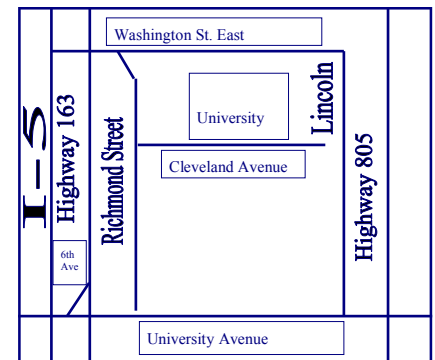 Washington St. East
I-5
Highway 163
Richmond Street
University
Lincoln
Cleveland Avenue
Highway 805
6th
Ave
University Avenue